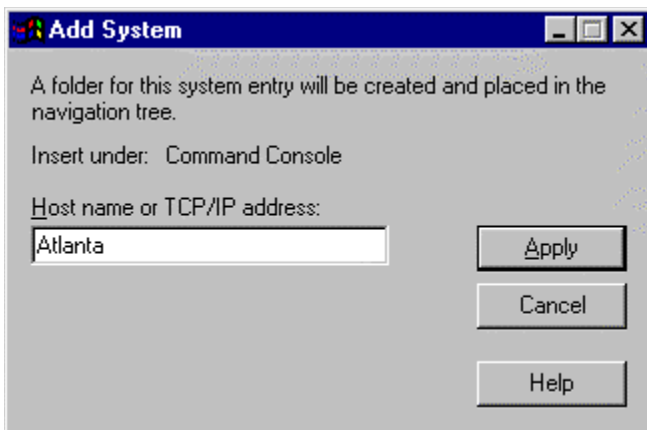 Add System
A folder for this system entry will be created and placed in the
navigation tree.
Insert under: Command Console
Host name or TCP/IP address:
Atlanta
Apply
Cancel
Help